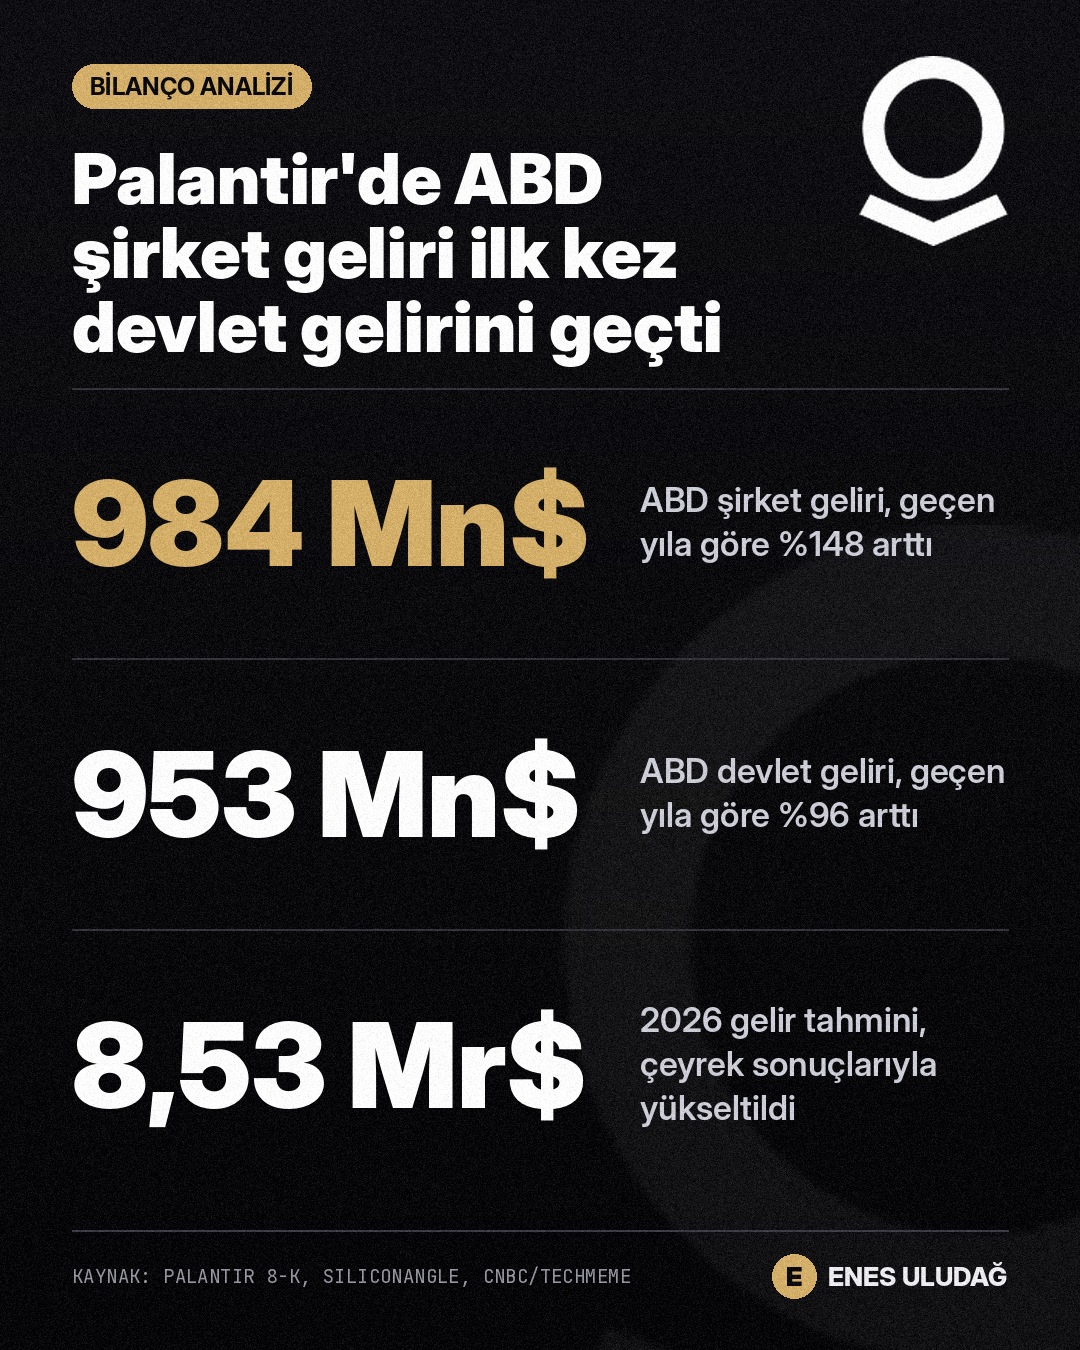 BİLANÇO ANALİZİ
Palantir'de ABD
şirket geliri ilk kez
devlet gelirini geçti
984 Mn$
ABD şirket geliri, geçen
yıla göre %148 arttı
953 Mn$
ABD devlet geliri, geçen
yıla göre %96 arttı
8,53 Mr$
2026 gelir tahmini,
çeyrek sonuçlarıyla
yükseltildi
KAYNAK: PALANTIR 8-K, SILICONANGLE, CNBC/TECHMEME
E ENES ULUDAĞ